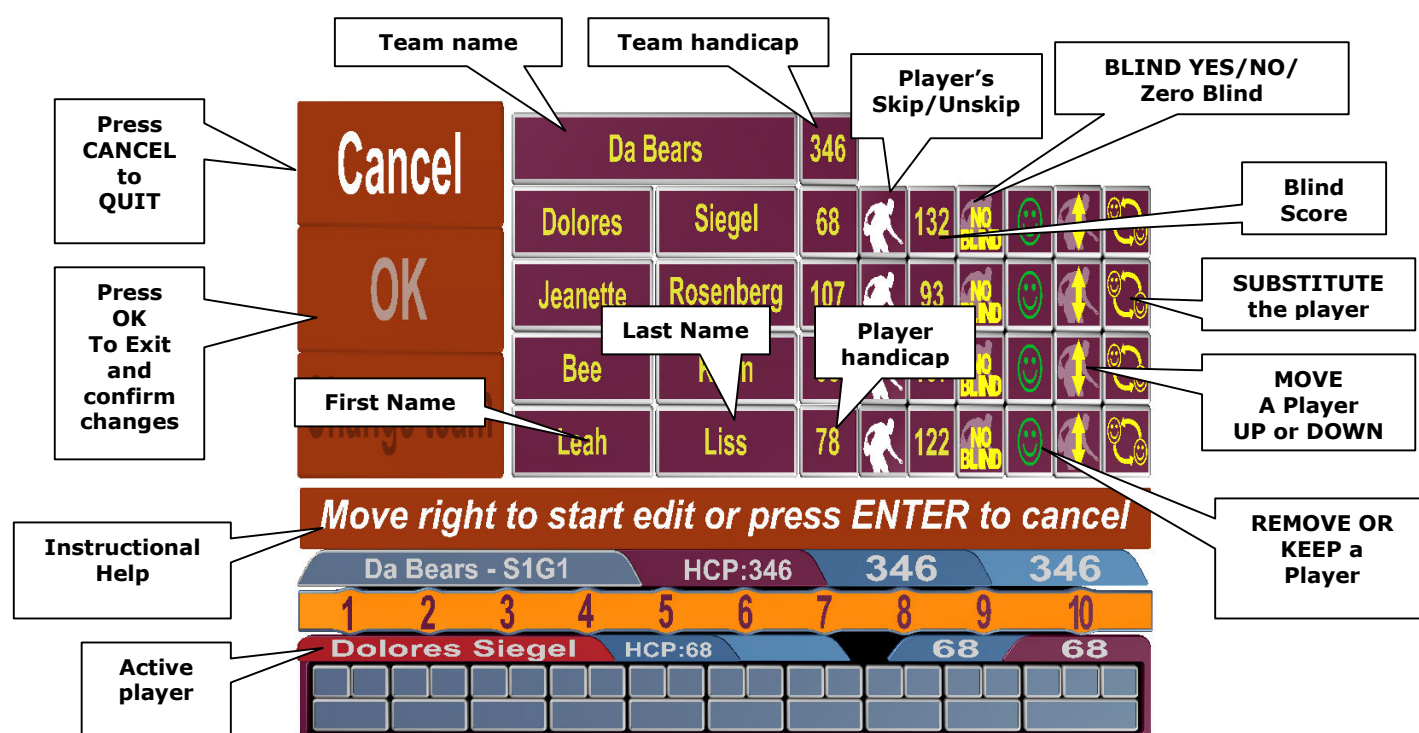 Team name
Team handicap
Player's
Skip/Unskip
BLIND YES/NO/
Zero Blind
Press
CANCEL
to
QUIT
Cancel
Da Bears 346
Blind
Score
Dolores Siegel 68 132 NO BLIND
Press
OK
To Exit
and
confirm
changes
OK
Jeanette Rosenberg 107 93 NO BLIND
SUBSTITUTE
the player
Last Name
Player
handicap
Bee NO BLIND
MOVE
A Player
UP or DOWN
First Name
Change team
Leah Liss 78 122 NO BLIND
REMOVE OR
KEEP a
Player
Move right to start edit or press ENTER to cancel
Instructional
Help
Da Bears - S1G1 HCP:346 346 346
1 2 3 4 5 6 7 8 9 10
Active
player
Dolores Siegel HCP:68 68 68